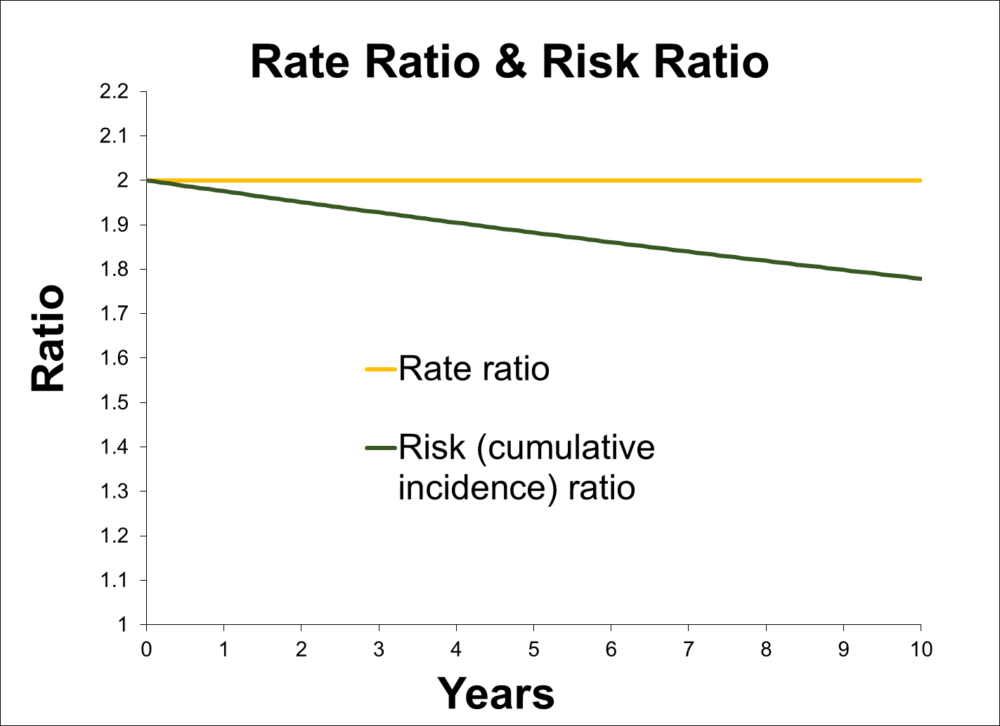 Rate Ratio & Risk Ratio
2.2
2.1
2
1.9
1.8
1.7
1.6
1.5
1.4
1.3
1.2
1.1
1
Ratio
Rate ratio
Risk (cumulative
incidence) ratio
0 1 2 3 4 5 6 7 8 9 10
Years